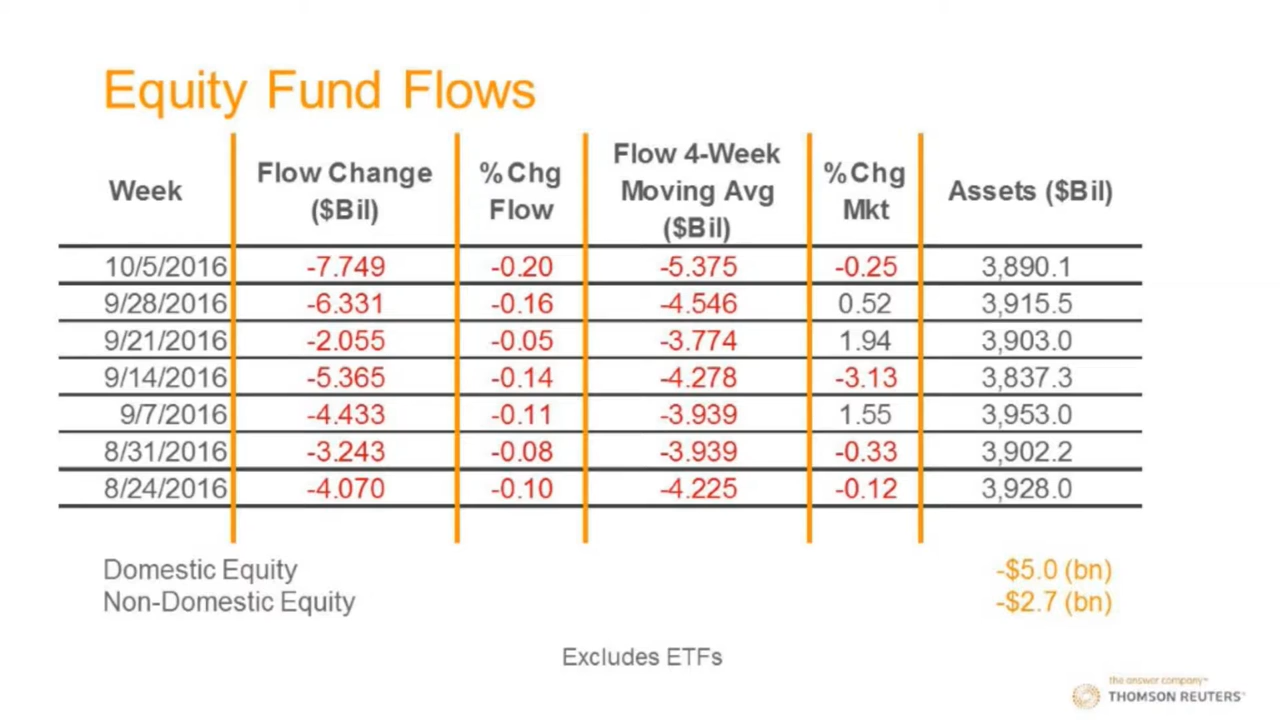 Equity Fund Flows
Week Flow Change ($Bil) % Chg Flow Flow 4-Week Moving Avg ($Bil) % Chg Mkt Assets ($Bil)
10/5/2016 -7.749 -0.20 -5.375 -0.25 3,890.1
9/28/2016 -6.331 -0.16 -4.546 0.52 3,915.5
9/21/2016 -2.055 -0.05 -3.774 1.94 3,903.0
9/14/2016 -5.365 -0.14 -4.278 -3.13 3,837.3
9/7/2016 -4.433 -0.11 -3.939 1.55 3,953.0
8/31/2016 -3.243 -0.08 -3.939 -0.33 3,902.2
8/24/2016 -4.070 -0.10 -4.225 -0.12 3,928.0
Domestic Equity -$5.0 (bn)
Non-Domestic Equity -$2.7 (bn)
Excludes ETFs
the answer company™
THOMSON REUTERS®